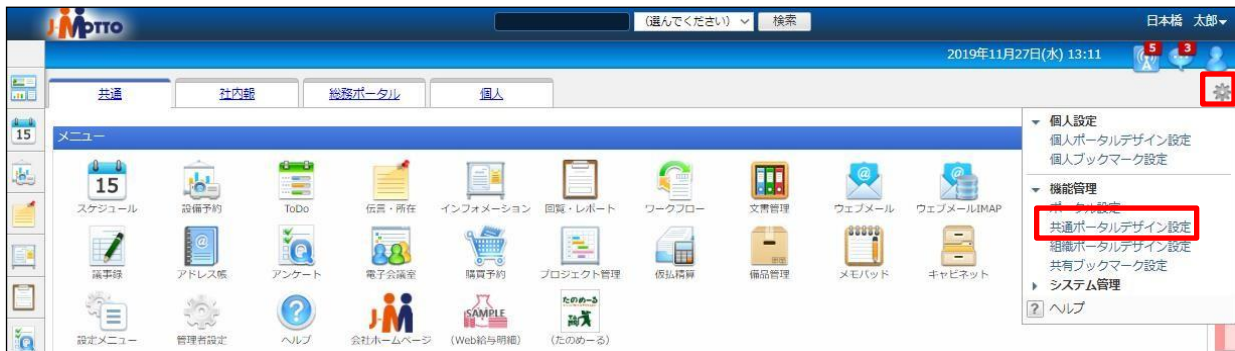 J-MOTTO
（選んでください）
検索
日本橋 太郎
2019年11月27日(水) 13:11
5
3
共通
社内報
総務ポータル
個人
15
メニュー
15
スケジュール
設備予約
ToDo
伝言・所在
インフォメーション
回覧・レポート
ワークフロー
文書管理
ウェブメール
ウェブメールIMAP
議事録
アドレス帳
アンケート
電子会議室
購買予約
プロジェクト管理
仮払精算
備品管理
メモパッド
キャビネット
SAMPLE
たのめーる
設定メニュー
管理者設定
ヘルプ
会社ホームページ
(Web給与明細)
(たのめーる)
個人設定
個人ポータルデザイン設定
個人ブックマーク設定
機能管理
ポータル設定
共通ポータルデザイン設定
組織ポータルデザイン設定
共有ブックマーク設定
システム管理
? ヘルプ